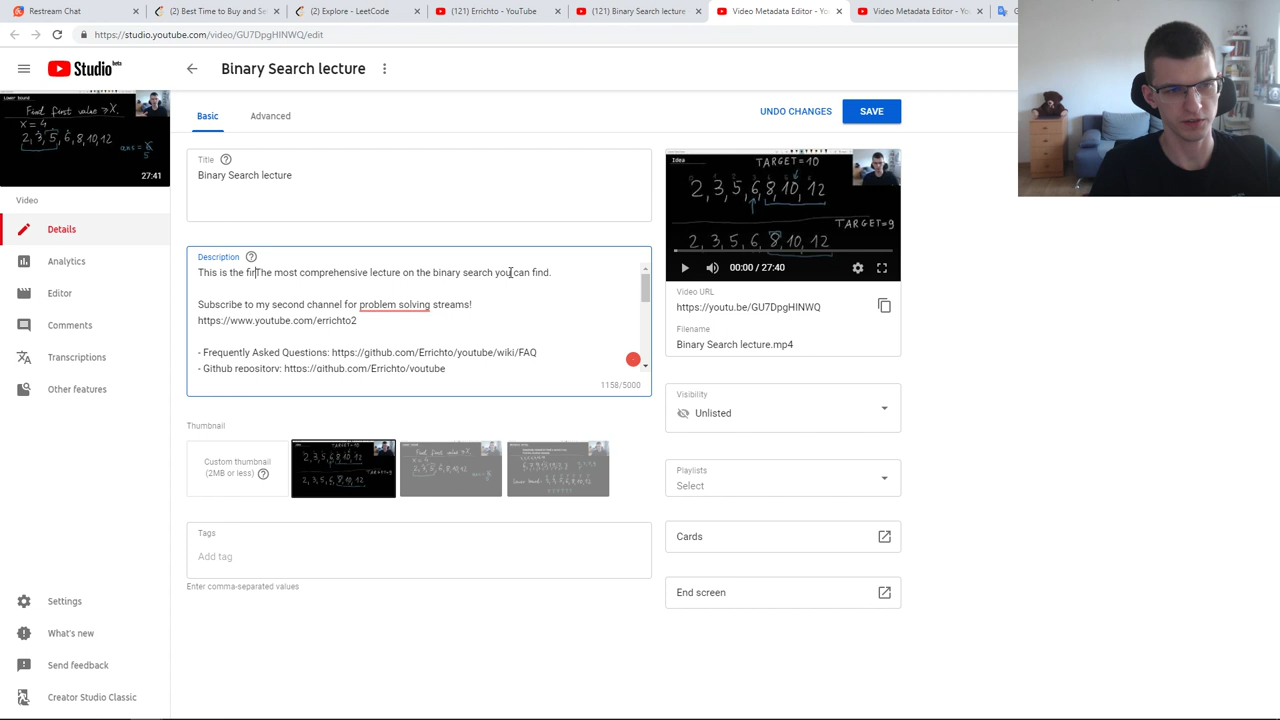 Restream Chat
(2) Best Time to Buy and Se
(2) Explore - LeetCode
(121) Errichto - YouTube
(121) Binary Search lecture
Video Metadata Editor - YouTu
Video Metadata Editor - YouTu
https://studio.youtube.com/video/GU7DpgHINWQ/edit
Studio beta
Binary Search lecture
Basic
Advanced
UNDO CHANGES
SAVE
Lower bound
Find first value ≥ X.
X = 4
2, 3, 5, 6, 8, 10, 12
27:41
Video
Details
Analytics
Editor
Comments
Transcriptions
Other features
Settings
What's new
Send feedback
Creator Studio Classic
Title
Binary Search lecture
Description
This is the firThe most comprehensive lecture on the binary search you can find.
Subscribe to my second channel for problem solving streams!
https://www.youtube.com/errichto2
- Frequently Asked Questions: https://github.com/Errichto/youtube/wiki/FAQ
- Github repository: https://github.com/Errichto/youtube
1158/5000
Thumbnail
Custom thumbnail
(2MB or less)
Tags
Add tag
Enter comma-separated values
Idea
TARGET=10
2, 3, 5, 6, 8, 10, 12
TARGET=9
2, 3, 5, 6, 8, 10, 12
00:00 / 27:40
Video URL
https://youtu.be/GU7DpgHINWQ
Filename
Binary Search lecture.mp4
Visibility
Unlisted
Playlists
Select
Cards
End screen